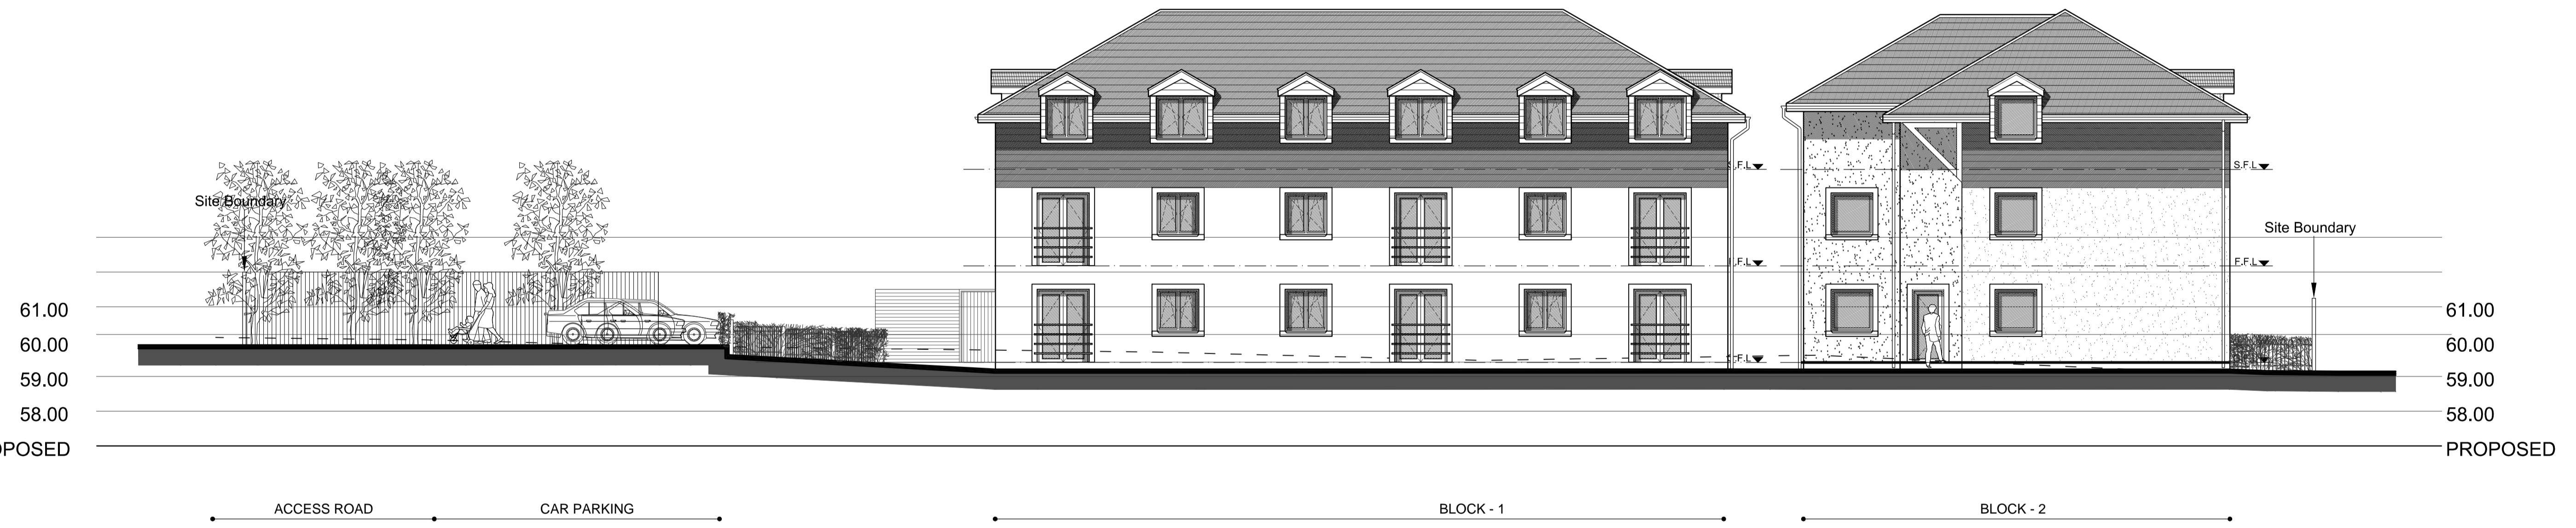 S.F.L
S.F.L
Site Boundary
Site Boundary
F.F.L
61.00
61.00
60.00
60.00
59.00
59.00
58.00
58.00
OPOSED
PROPOSED
ACCESS ROAD
CAR PARKING
BLOCK - 1
BLOCK - 2